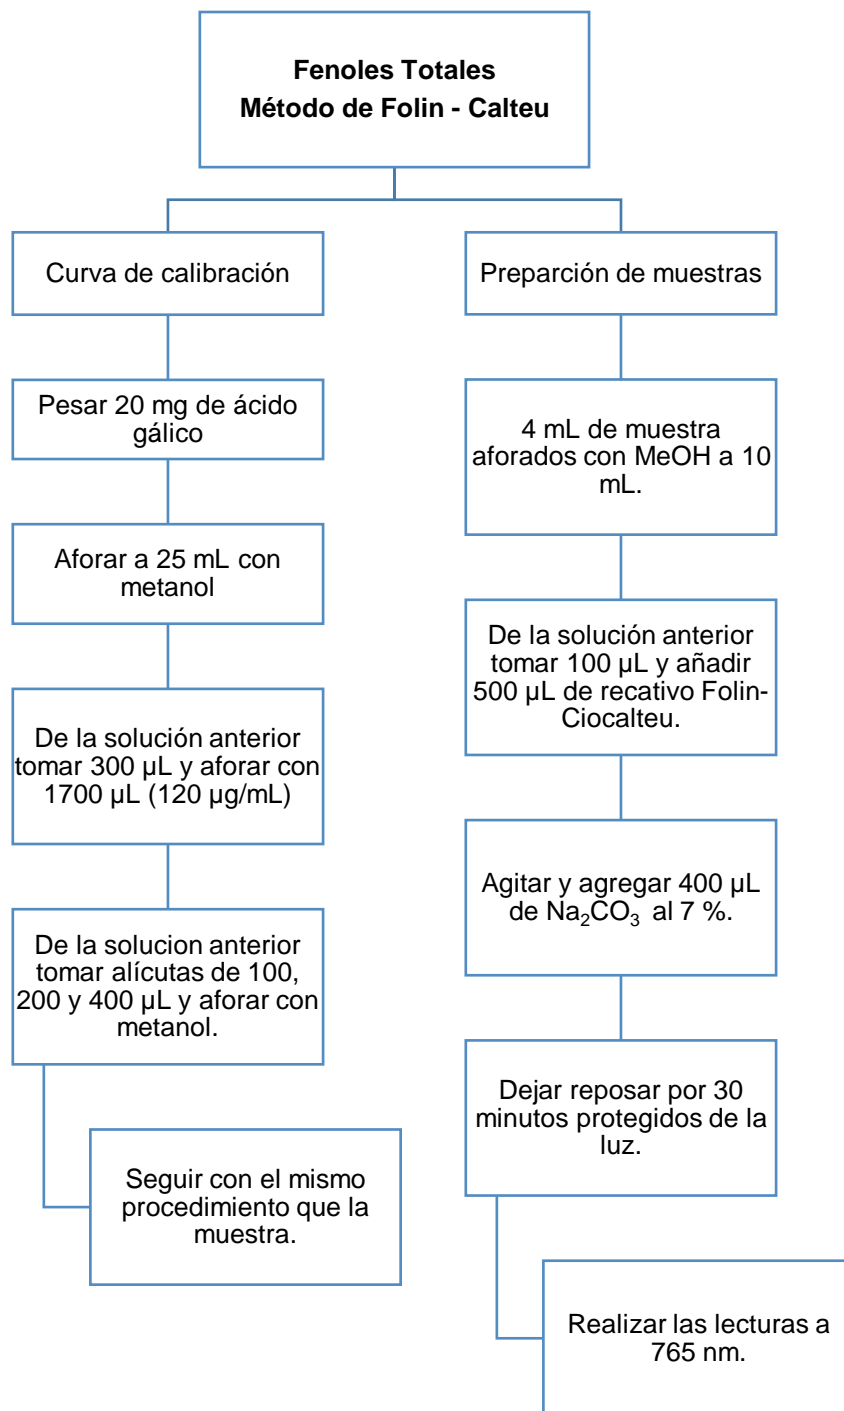 Fenoles Totales
Método de Folin - Calteu
Curva de calibración
Pesar 20 mg de ácido
gálico
Aforar a 25 mL con
metanol
De la solución anterior
tomar 300 µL y aforar con
1700 µL (120 µg/mL)
De la solucion anterior
tomar alícutas de 100,
200 y 400 µL y aforar con
metanol.
Seguir con el mismo
procedimiento que la
muestra.
Preparción de muestras
4 mL de muestra
aforados con MeOH a 10
mL.
De la solución anterior
tomar 100 µL y añadir
500 µL de recativo Folin-
Ciocalteu.
Agitar y agregar 400 µL
de Na₂CO₃ al 7 %.
Dejar reposar por 30
minutos protegidos de la
luz.
Realizar las lecturas a
765 nm.